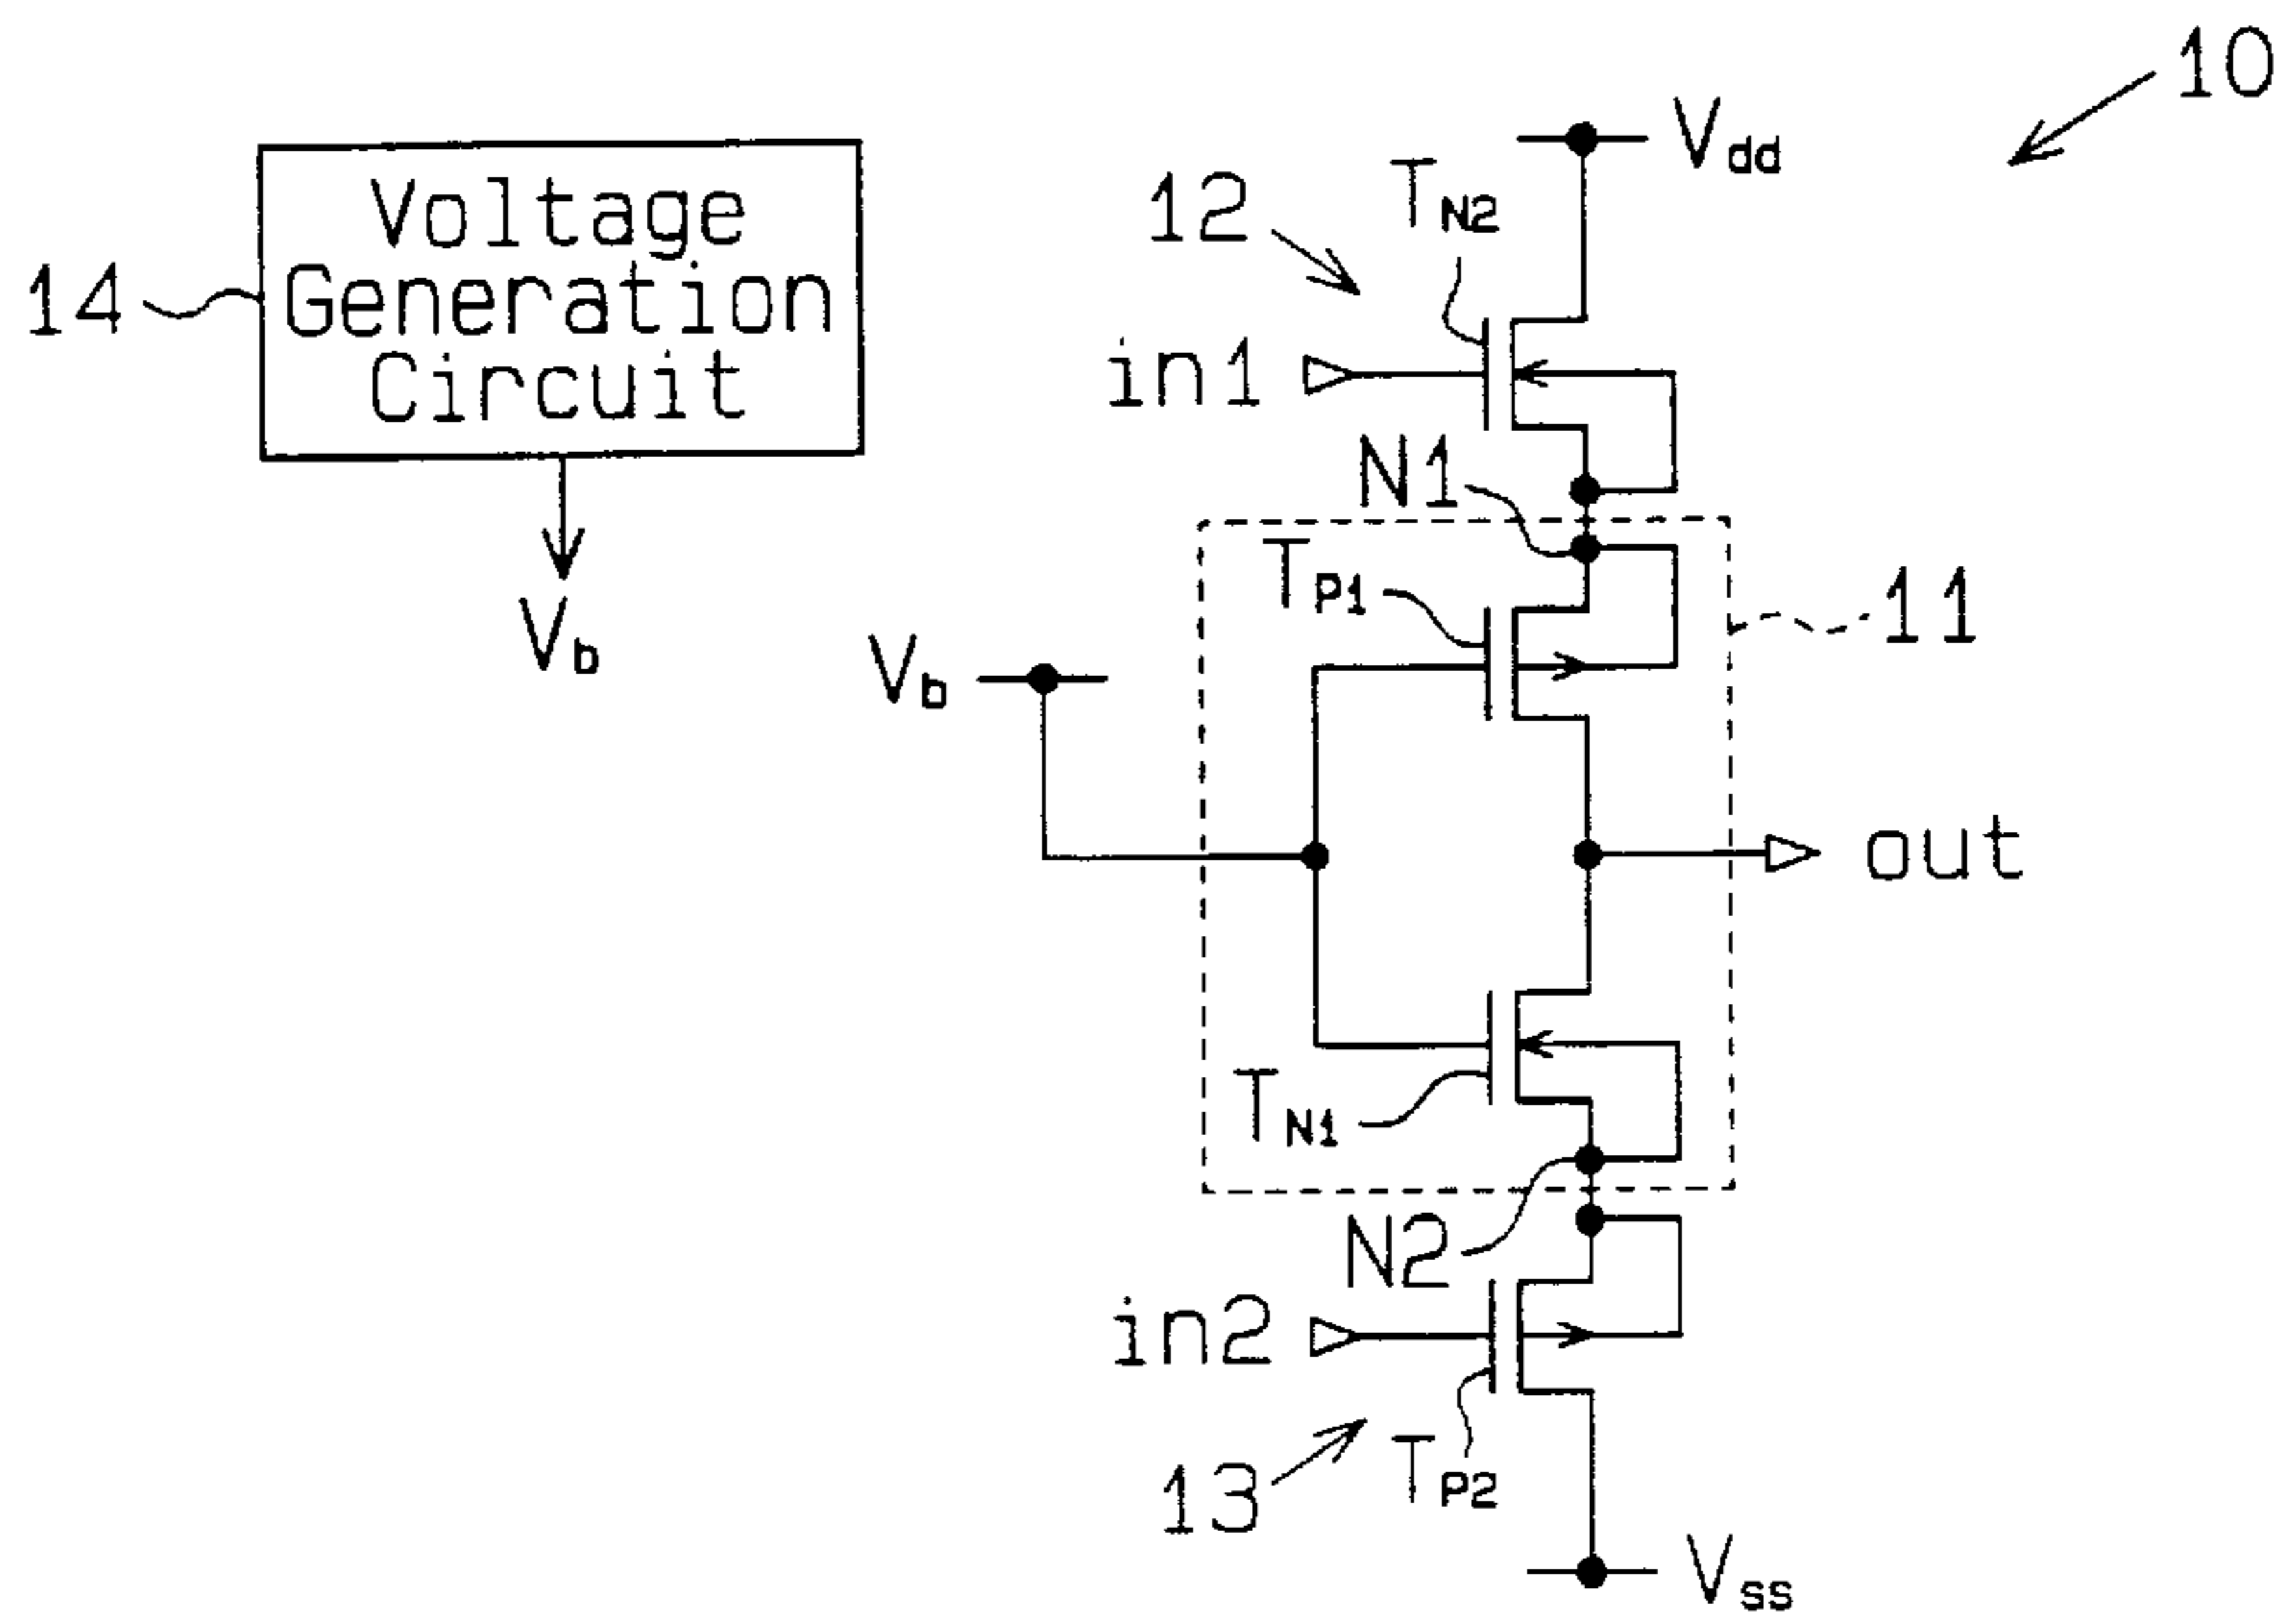 10
Vdd
TN2
12
Voltage
Generation
Circuit
14
in1
N1
TP1
11
Vb
Vb
out
TN1
N2
in2
TP2
13
Vss